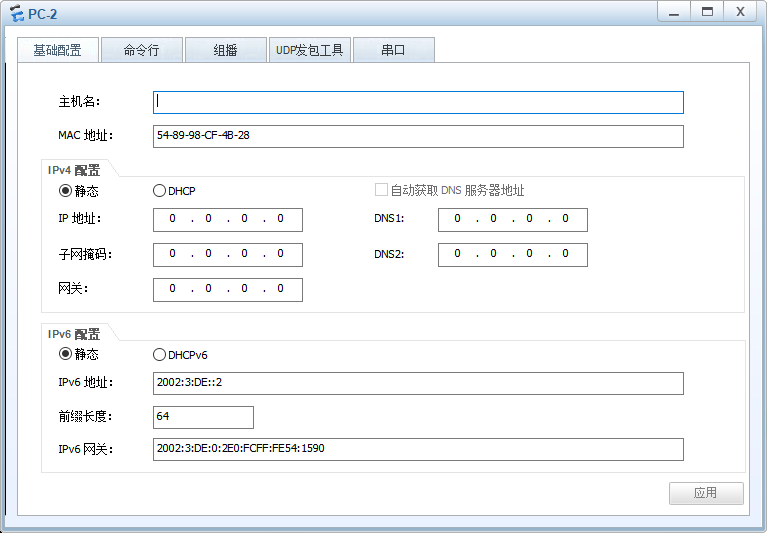 PC-2
基础配置 命令行 组播 UDP发包工具 串口
主机名:
MAC 地址: 54-89-98-CF-4B-28
IPv4 配置
静态 DHCP 自动获取 DNS 服务器地址
IP 地址: 0 . 0 . 0 . 0 DNS1: 0 . 0 . 0 . 0
子网掩码: 0 . 0 . 0 . 0 DNS2: 0 . 0 . 0 . 0
网关: 0 . 0 . 0 . 0
IPv6 配置
静态 DHCPv6
IPv6 地址: 2002:3:DE::2
前缀长度: 64
IPv6 网关: 2002:3:DE:0:2E0:FCFF:FE54:1590
应用